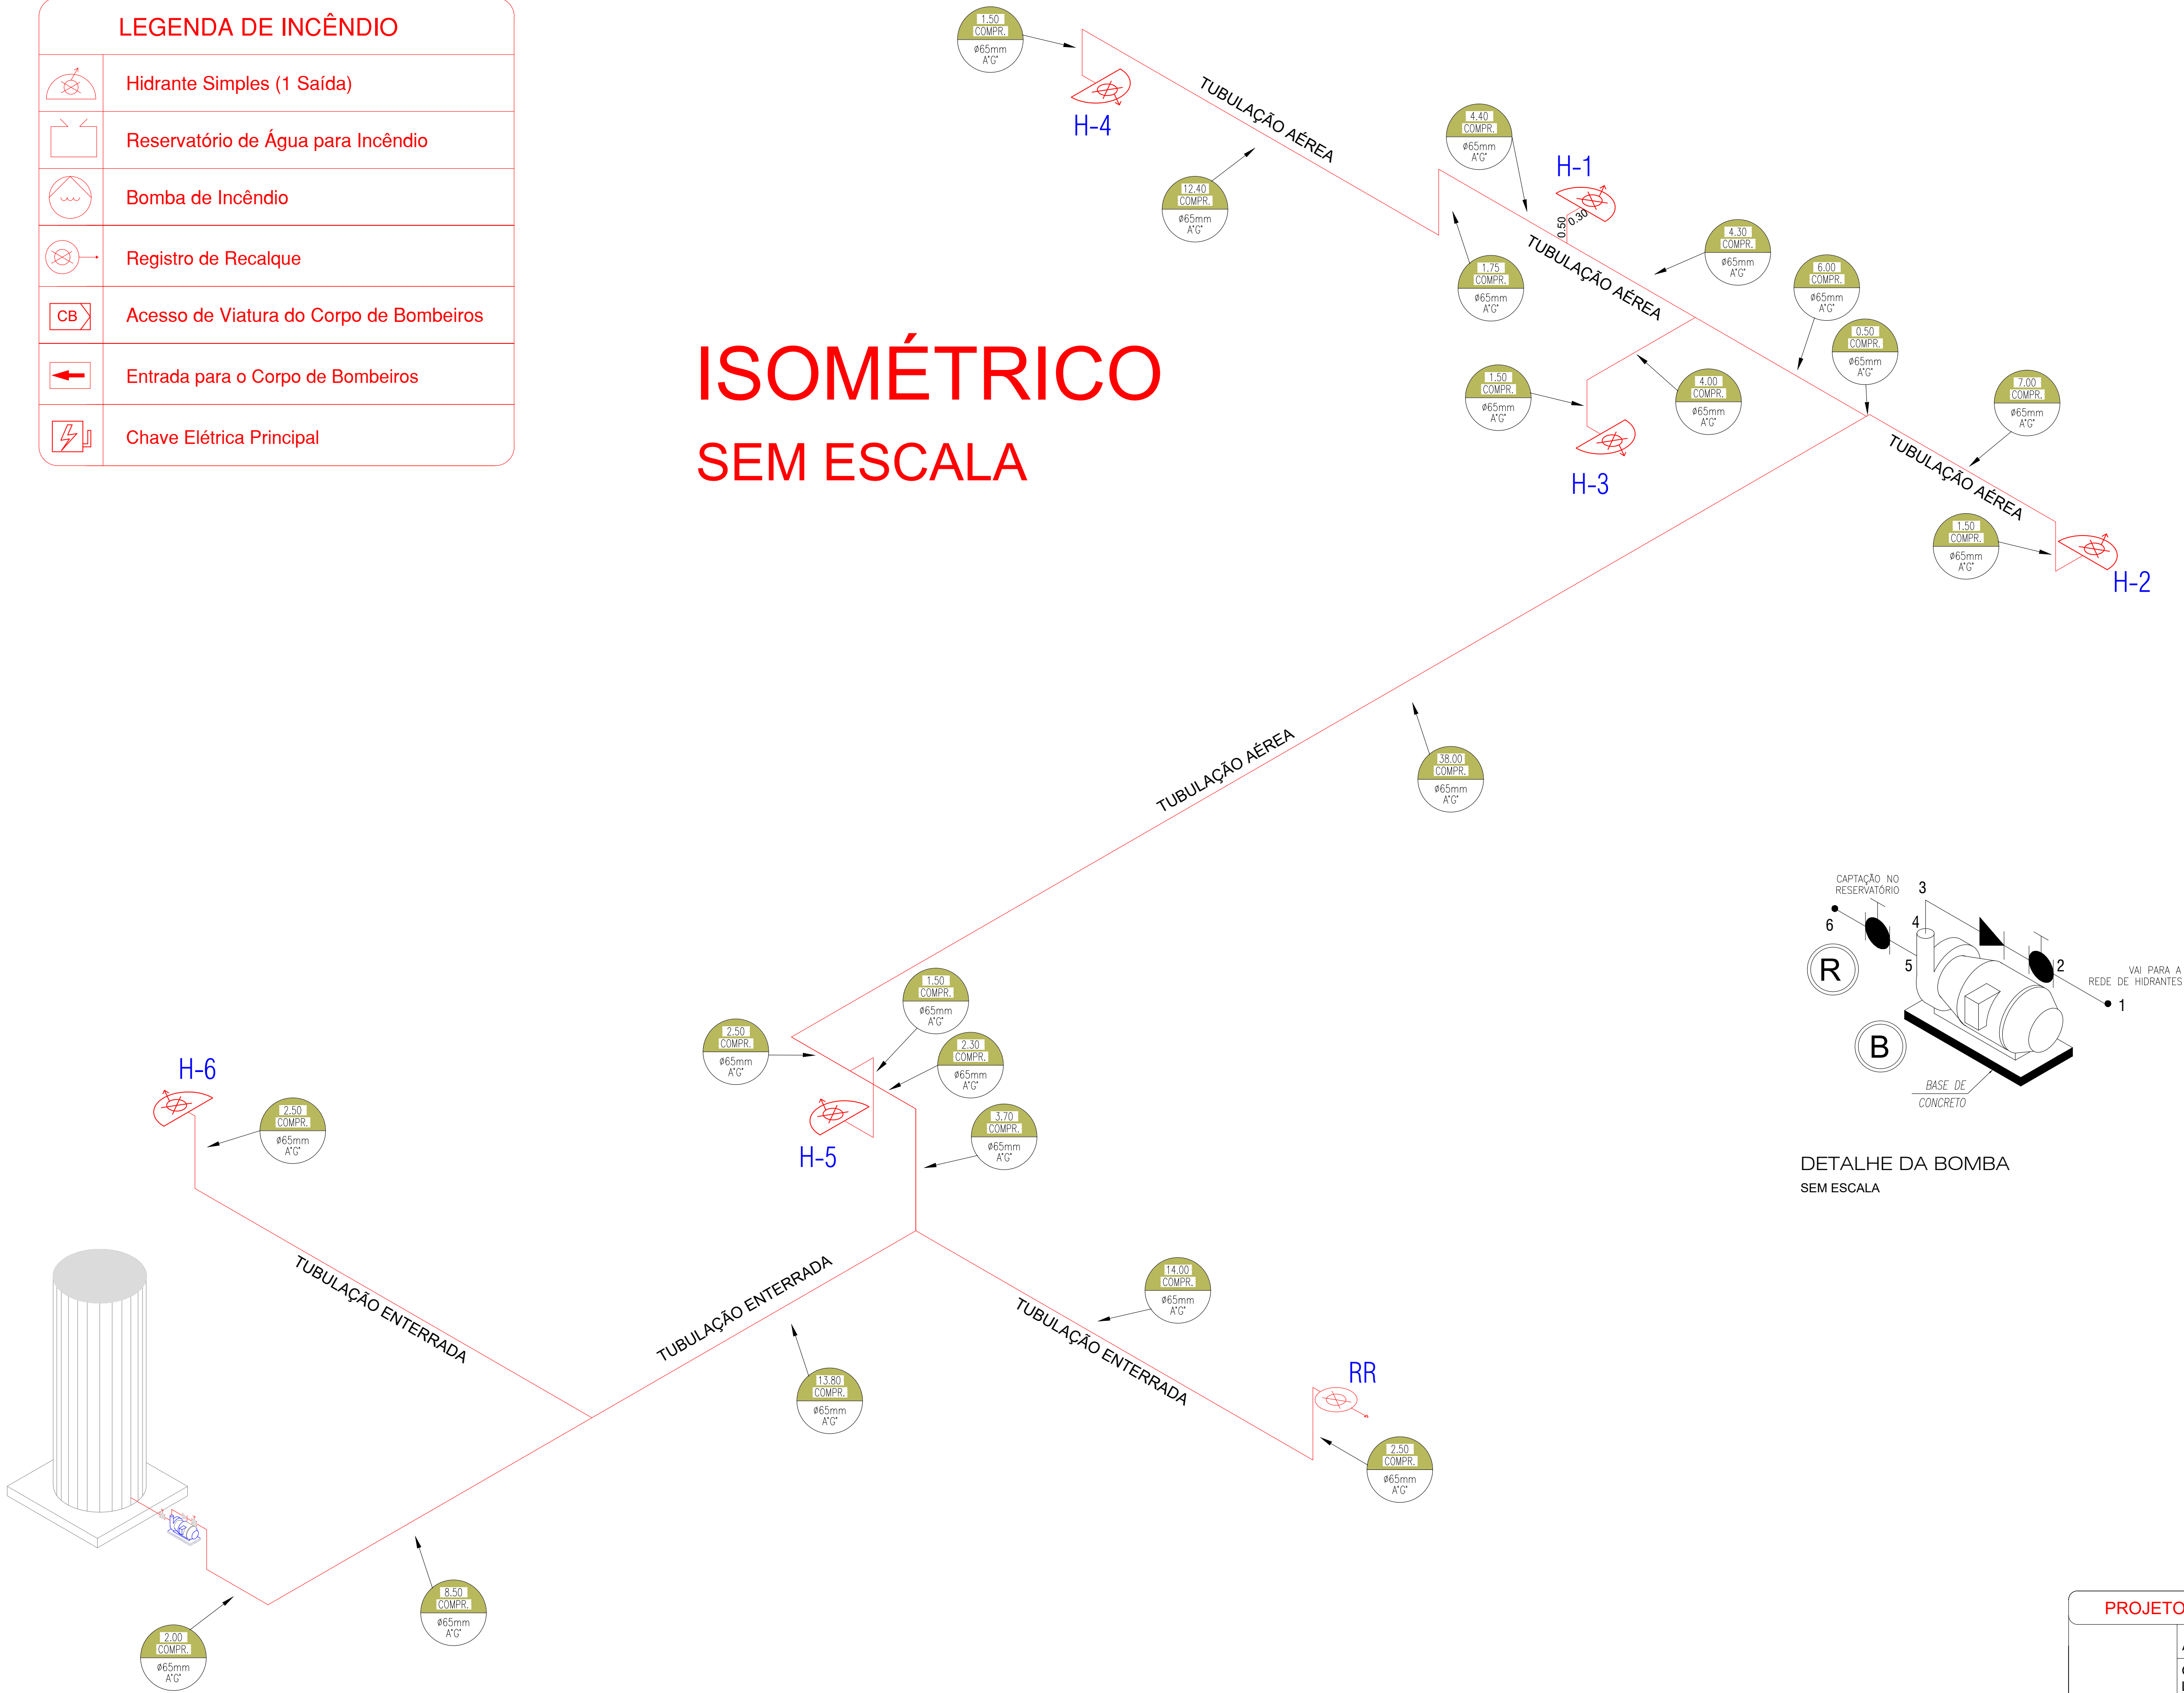 LEGENDA DE INCÊNDIO
Hidrante Simples (1 Saída)
Reservatório de Água para Incêndio
Bomba de Incêndio
Registro de Recalque
CB
Acesso de Viatura do Corpo de Bombeiros
Entrada para o Corpo de Bombeiros
Chave Elétrica Principal
ISOMÉTRICO
SEM ESCALA
1.50
COMPR.
ø65mm
A°G°
H-4
TUBULAÇÃO AÉREA
12.40
COMPR.
ø65mm
A°G°
4.40
COMPR.
ø65mm
A°G°
H-1
0.50
0.30
TUBULAÇÃO AÉREA
1.75
COMPR.
ø65mm
A°G°
4.30
COMPR.
ø65mm
A°G°
6.00
COMPR.
ø65mm
A°G°
0.50
COMPR.
ø65mm
A°G°
1.50
COMPR.
ø65mm
A°G°
4.00
COMPR.
ø65mm
A°G°
H-3
7.00
COMPR.
ø65mm
A°G°
TUBULAÇÃO AÉREA
1.50
COMPR.
ø65mm
A°G°
H-2
TUBULAÇÃO AÉREA
38.00
COMPR.
ø65mm
A°G°
CAPTAÇÃO NO
RESERVATÓRIO
3
6
4
R
5
2
VAI PARA A
REDE DE HIDRANTES
1
B
BASE DE
CONCRETO
DETALHE DA BOMBA
SEM ESCALA
1.50
COMPR.
ø65mm
A°G°
2.50
COMPR.
ø65mm
A°G°
2.30
COMPR.
ø65mm
A°G°
H-5
3.70
COMPR.
ø65mm
A°G°
H-6
2.50
COMPR.
ø65mm
A°G°
TUBULAÇÃO ENTERRADA
TUBULAÇÃO ENTERRADA
14.00
COMPR.
ø65mm
A°G°
TUBULAÇÃO ENTERRADA
13.80
COMPR.
ø65mm
A°G°
RR
2.50
COMPR.
ø65mm
A°G°
8.50
COMPR.
ø65mm
A°G°
2.00
COMPR.
ø65mm
A°G°
PROJETO